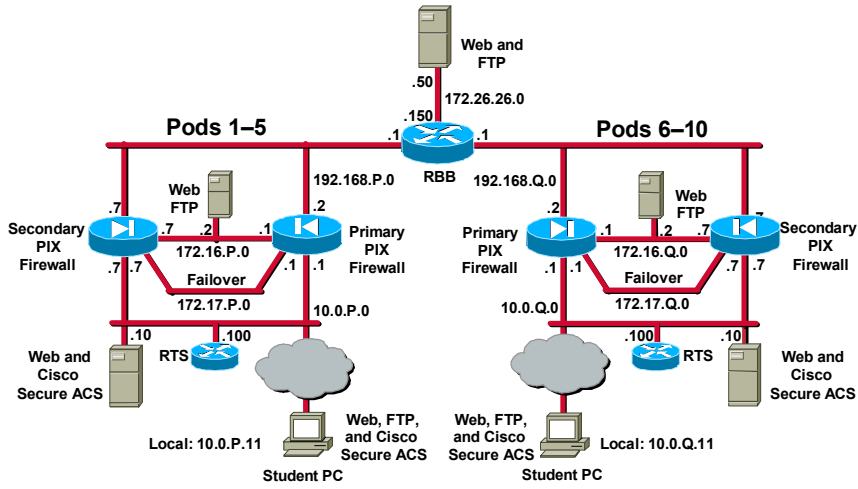 Web and
FTP
.50
172.26.26.0
.150
Pods 1–5
Pods 6–10
.1
.1
RBB
192.168.P.0
192.168.Q.0
.7
Web
FTP
.2
.2
Web
FTP
.7
Secondary
PIX
Firewall
.7
.2
.1
Primary
PIX
Firewall
Primary
PIX
Firewall
.1
.2
.7
Secondary
PIX
Firewall
172.16.P.0
172.16.Q.0
.7
.7
Failover
.1
.1
.1
.1
Failover
.7
.7
172.17.P.0
10.0.P.0
10.0.Q.0
172.17.Q.0
.10
.100
.100
.10
RTS
RTS
Web and
Cisco
Secure ACS
Web and
Cisco
Secure ACS
Local: 10.0.P.11
Web, FTP,
and Cisco
Secure ACS
Web, FTP,
and Cisco
Secure ACS
Local: 10.0.Q.11
Student PC
Student PC